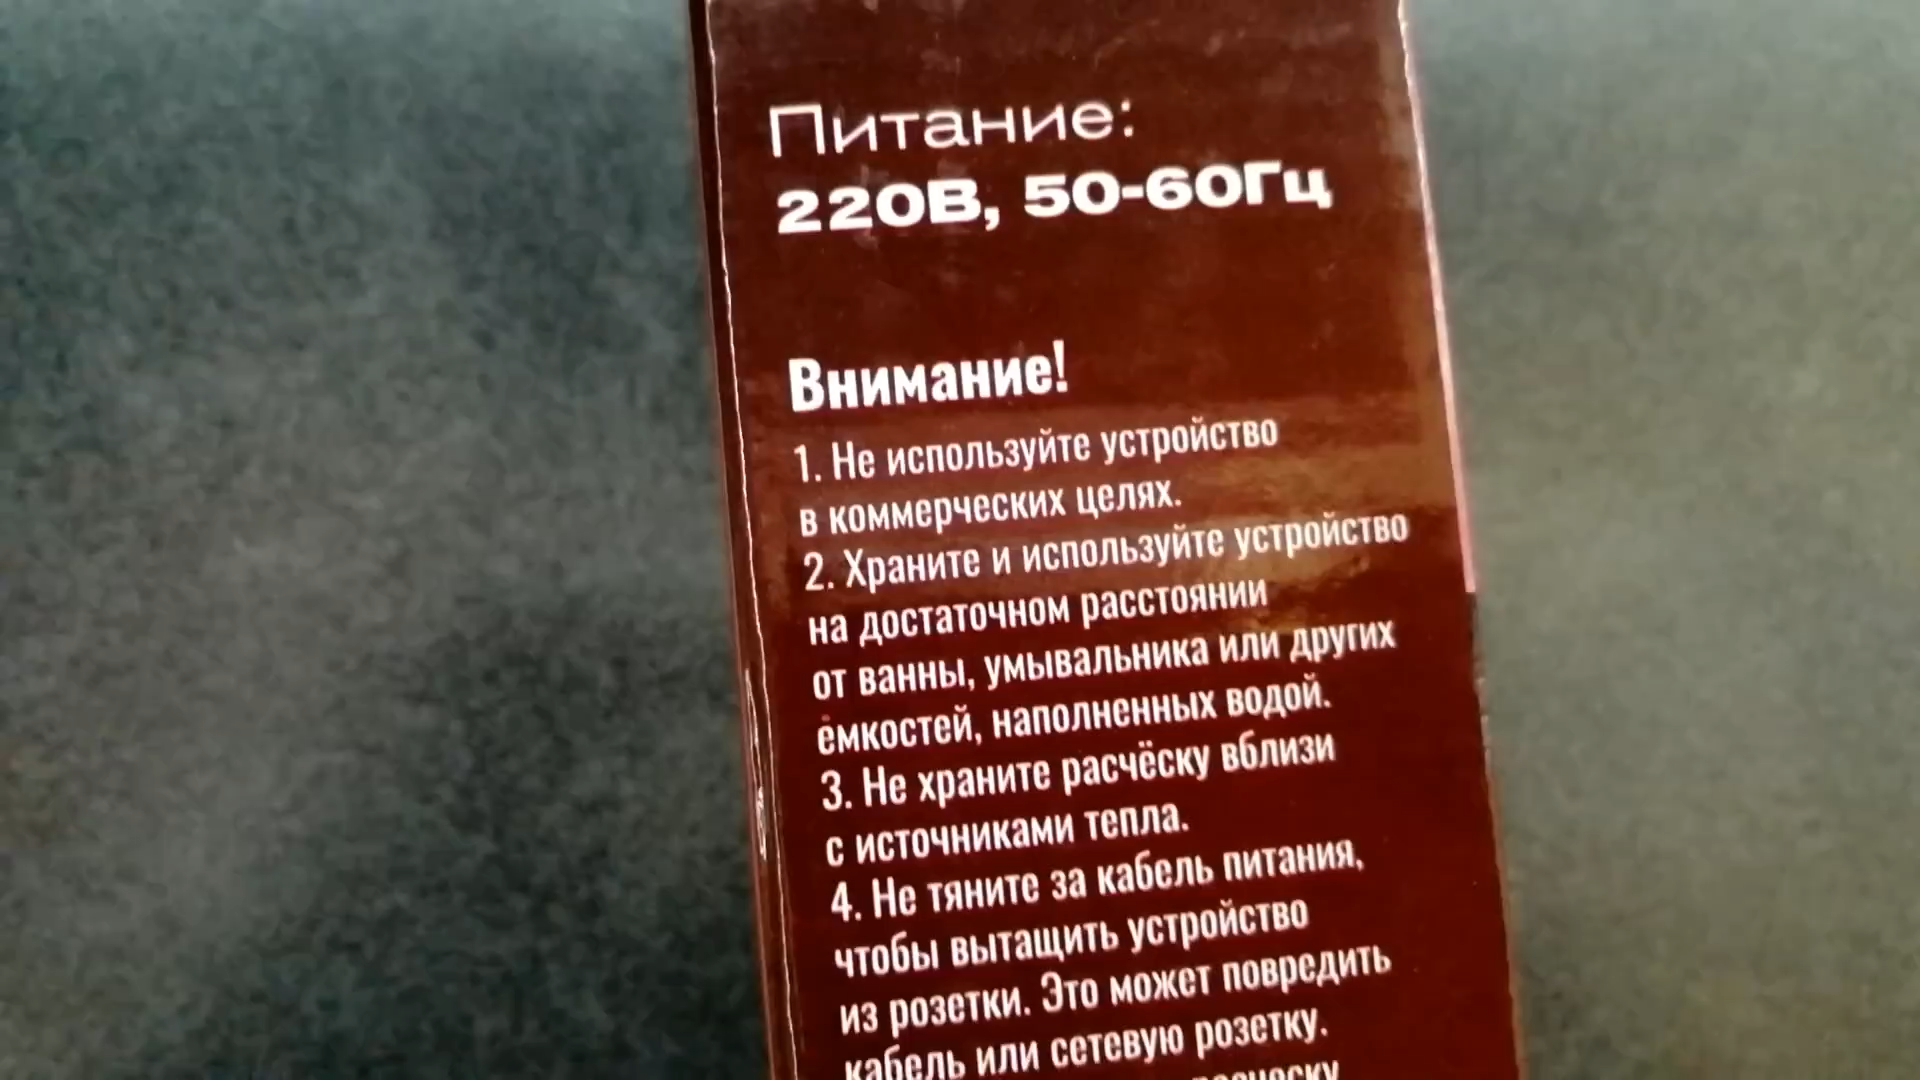 Питание:
220В, 50-60Гц
Внимание!
1. Не используйте устройство
в коммерческих целях.
2. Храните и используйте устройство
на достаточном расстоянии
от ванны, умывальника или других
ёмкостей, наполненных водой.
3. Не храните расчёску вблизи
с источниками тепла.
4. Не тяните за кабель питания,
чтобы вытащить устройство
из розетки. Это может повредить
кабель или сетевую розетку.